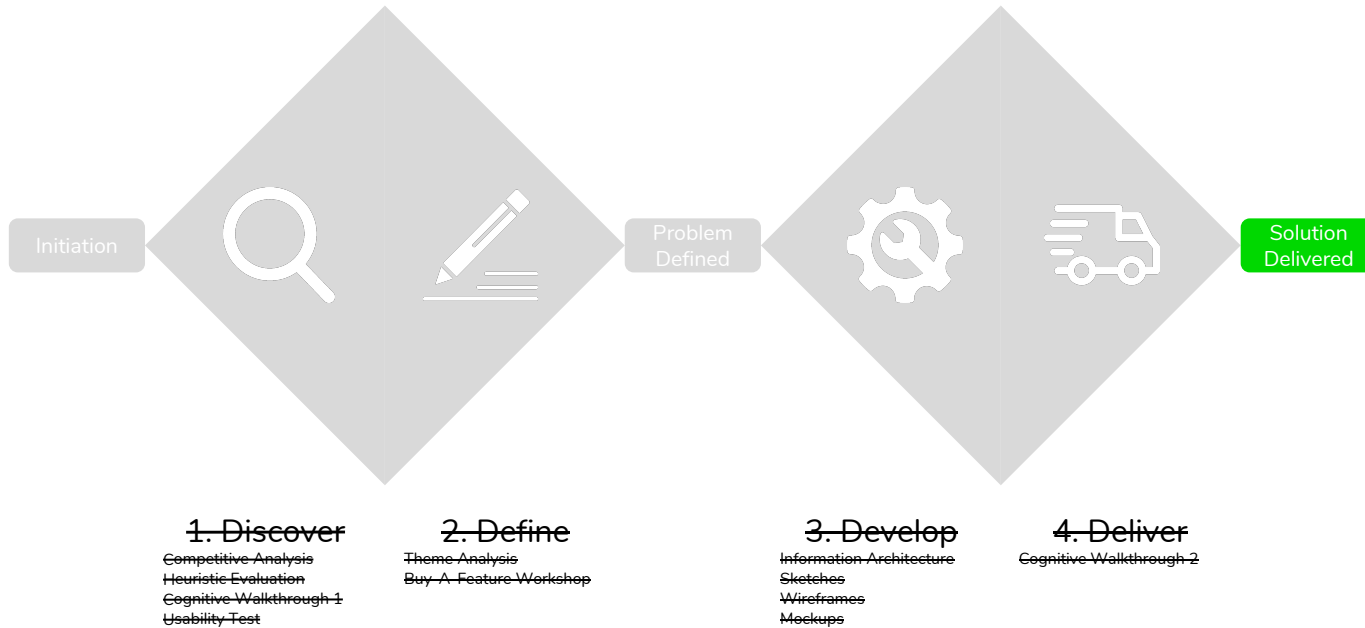 Initiation
Problem
Defined
Solution
Delivered
1. Discover
Competitive Analysis
Heuristic Evaluation
Cognitive Walkthrough 1
Usability Test
2. Define
Theme Analysis
Buy-A-Feature Workshop
3. Develop
Information Architecture
Sketches
Wireframes
Mockups
4. Deliver
Cognitive Walkthrough 2